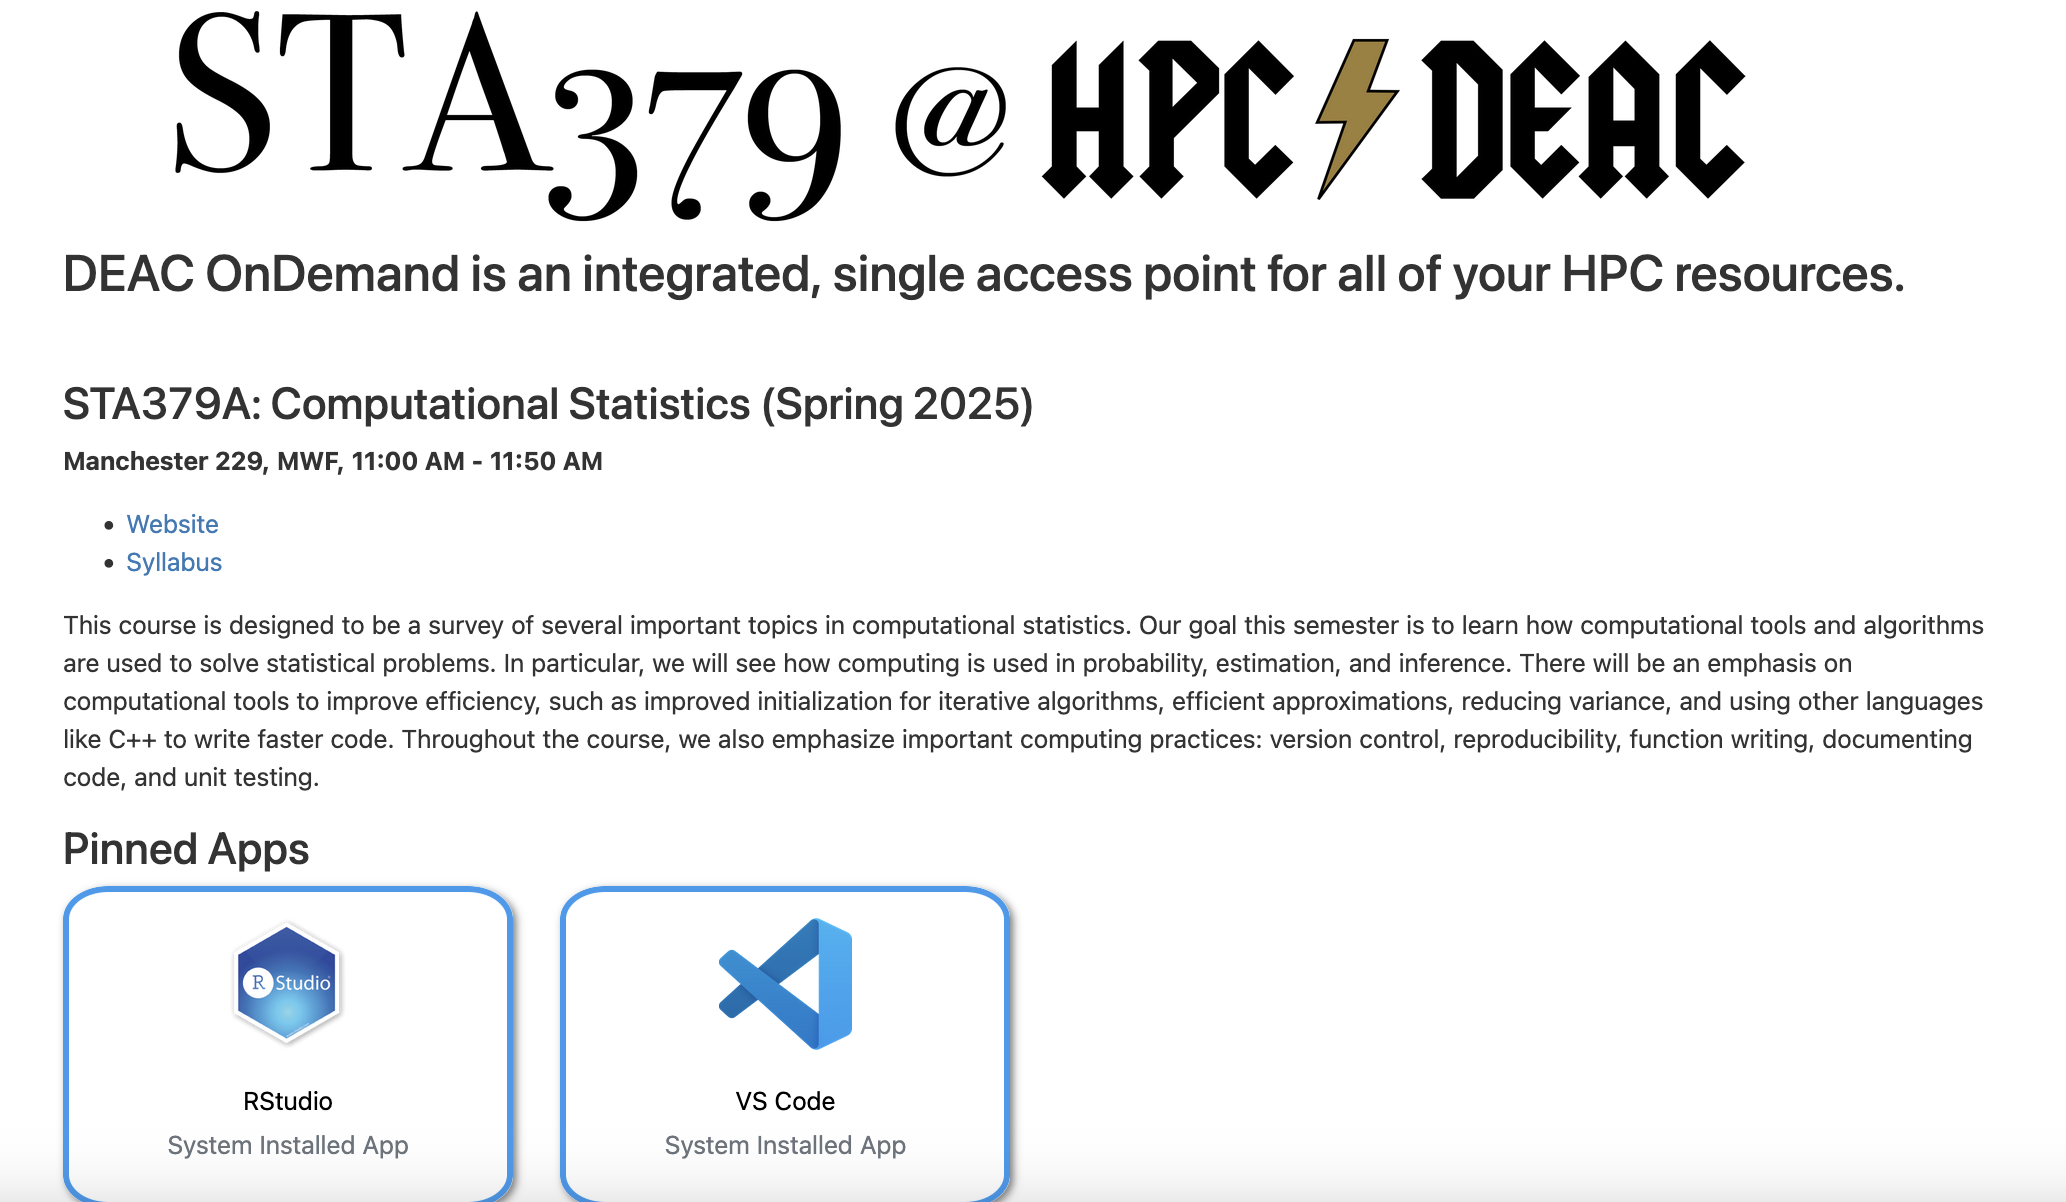 STA379 @ HPC DEAC
DEAC OnDemand is an integrated, single access point for all of your HPC resources.
STA379A: Computational Statistics (Spring 2025)
Manchester 229, MWF, 11:00 AM - 11:50 AM
• Website
• Syllabus
This course is designed to be a survey of several important topics in computational statistics. Our goal this semester is to learn how computational tools and algorithms
are used to solve statistical problems. In particular, we will see how computing is used in probability, estimation, and inference. There will be an emphasis on
computational tools to improve efficiency, such as improved initialization for iterative algorithms, efficient approximations, reducing variance, and using other languages
like C++ to write faster code. Throughout the course, we also emphasize important computing practices: version control, reproducibility, function writing, documenting
code, and unit testing.
Pinned Apps
R Studio
RStudio
System Installed App
VS Code
System Installed App